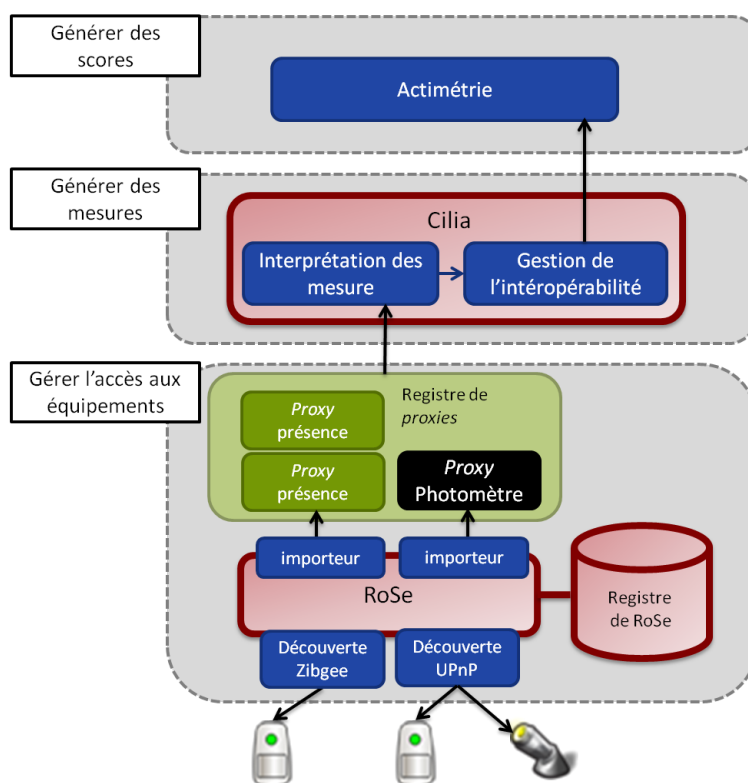 Générer des
scores
Actimétrie
Générer des
mesures
Cilia
Interprétation des
mesure
Gestion de
l'intéropérabilité
Gérer l'accès aux
équipements
Registre de
proxies
Proxy
présence
Proxy
présence
Proxy
Photomètre
importeur
importeur
RoSe
Registre
de RoSe
Découverte
Zibgee
Découverte
UPnP